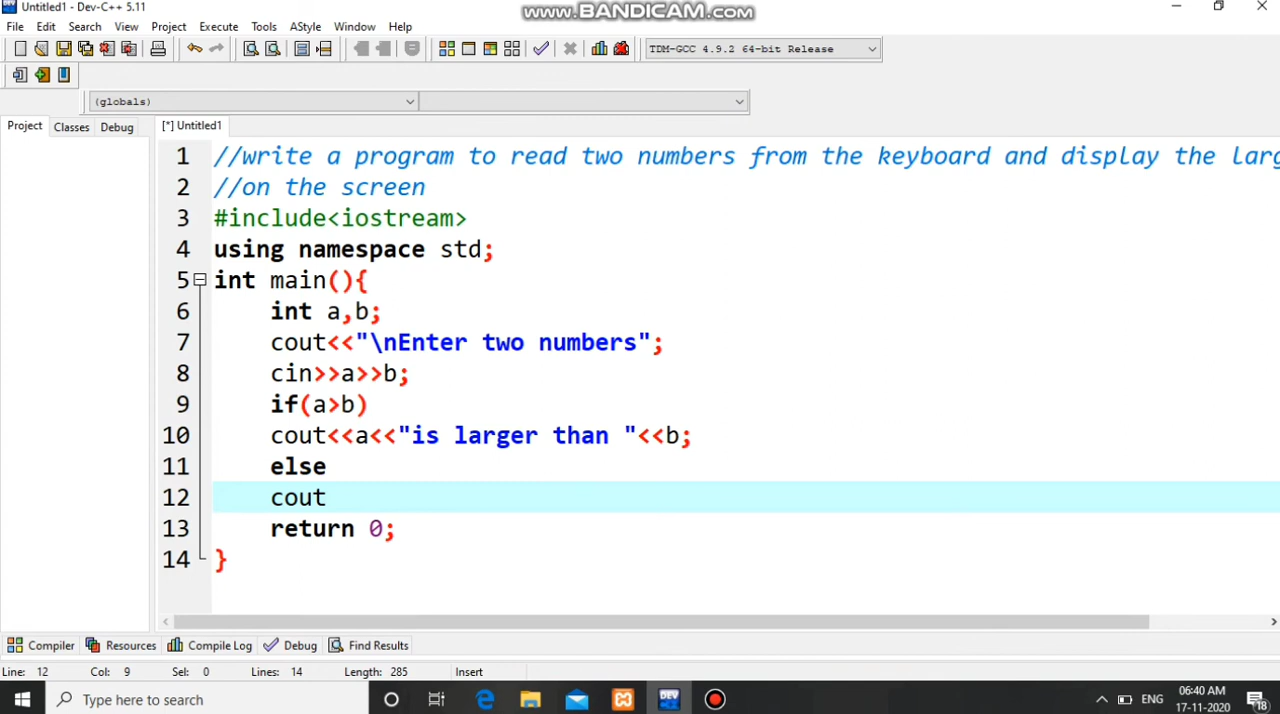 Untitled1 - Dev-C++ 5.11
www.BANDICAM.com
File Edit Search View Project Execute Tools AStyle Window Help
TDM-GCC 4.9.2 64-bit Release
(globals)
Project Classes Debug [*] Untitled1
1 //write a program to read two numbers from the keyboard and display the larg
2 //on the screen
3 #include<iostream>
4 using namespace std;
5 int main(){
6 int a,b;
7 cout<<"\nEnter two numbers";
8 cin>>a>>b;
9 if(a>b)
10 cout<<a<<"is larger than "<<b;
11 else
12 cout
13 return 0;
14 }
Compiler Resources Compile Log Debug Find Results
Line: 12 Col: 9 Sel: 0 Lines: 14 Length: 285 Insert
Type here to search DEV ENG 06:40 AM
17-11-2020 18